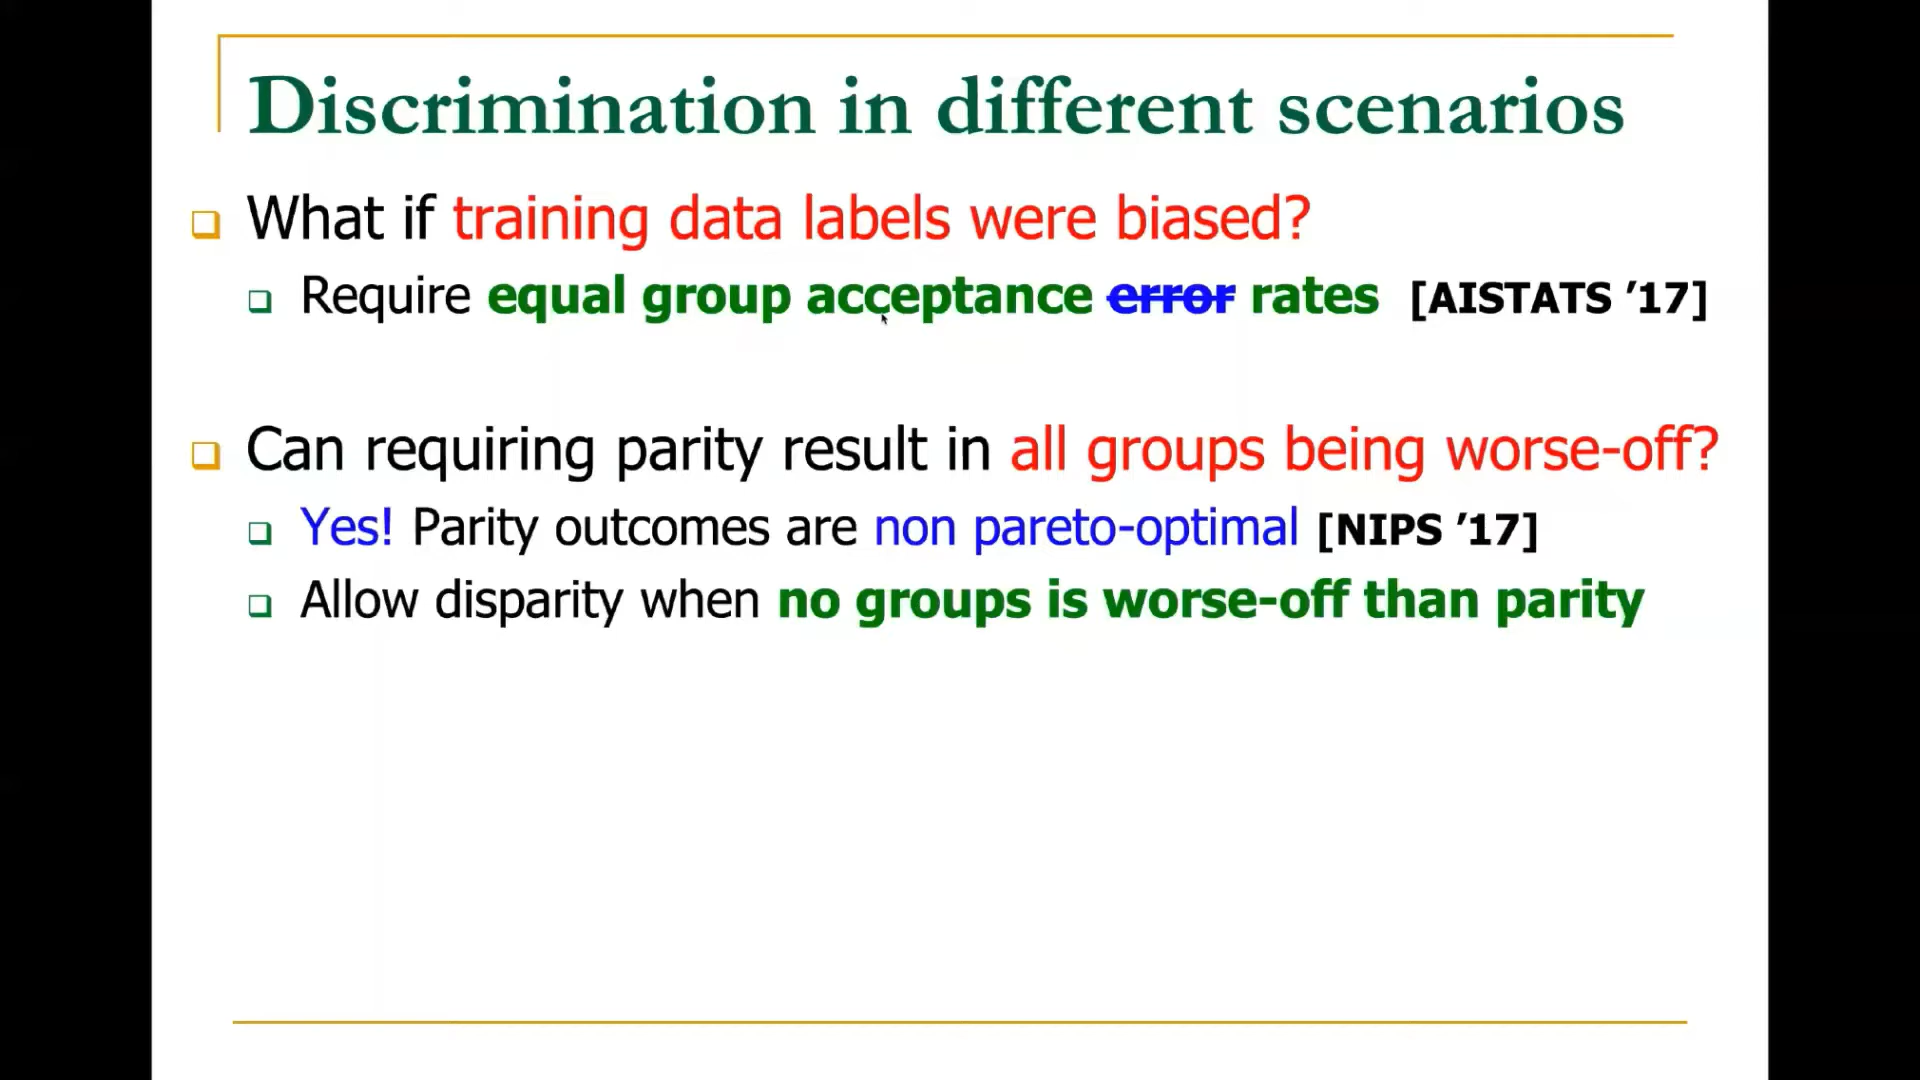 Discrimination in different scenarios
What if training data labels were biased?
Require equal group acceptance error rates [AISTATS ’17]
Can requiring parity result in all groups being worse-off?
Yes! Parity outcomes are non pareto-optimal [NIPS ’17]
Allow disparity when no groups is worse-off than parity